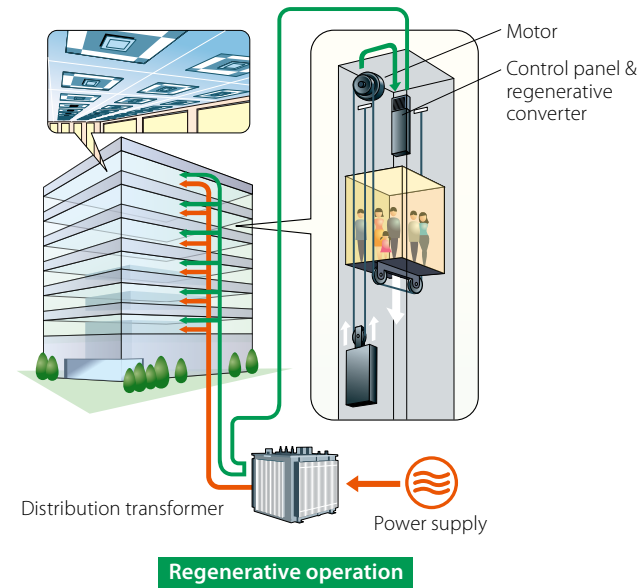 Motor
Control panel &
regenerative
converter
Distribution transformer
Power supply
Regenerative operation